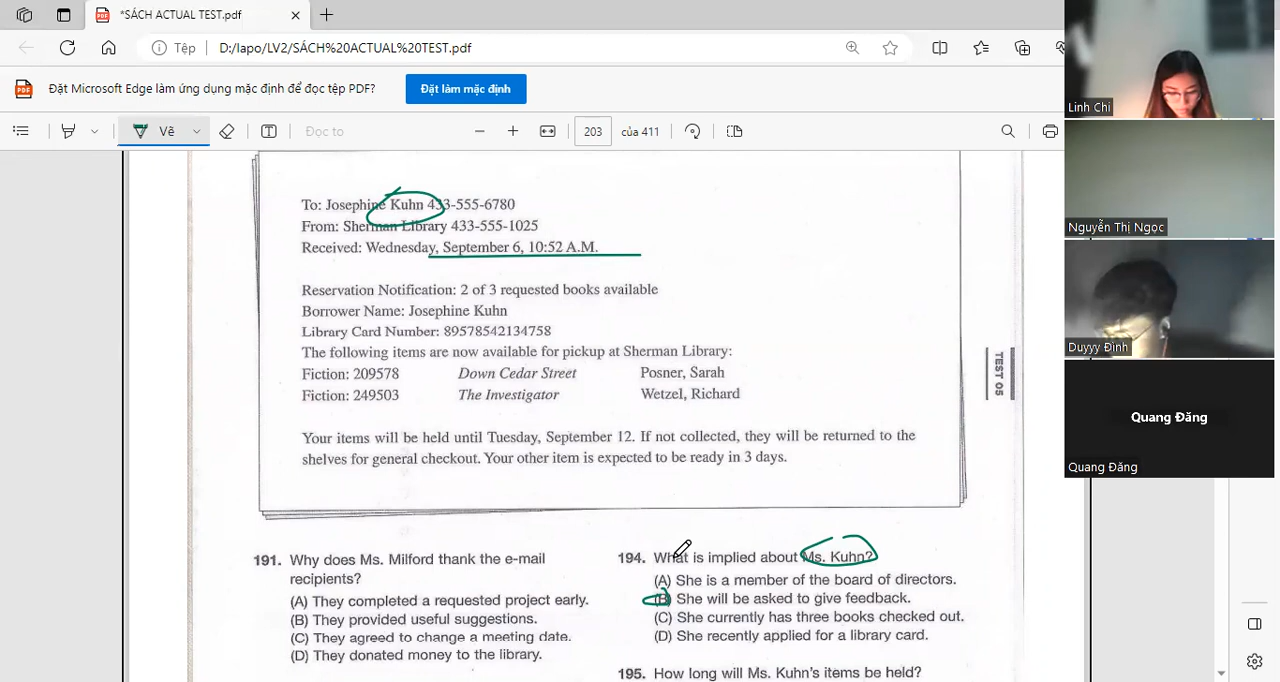 *SÁCH ACTUAL TEST.pdf
Tệp
D:/lapo/LV2/SÁCH%20ACTUAL%20TEST.pdf
Đặt Microsoft Edge làm ứng dụng mặc định để đọc tệp PDF?
Đặt làm mặc định
Vẽ
Đọc to
203
của 411
To: Josephine Kuhn 433-555-6780
From: Sherman Library 433-555-1025
Received: Wednesday, September 6, 10:52 A.M.
Reservation Notification: 2 of 3 requested books available
Borrower Name: Josephine Kuhn
Library Card Number: 89578542134758
The following items are now available for pickup at Sherman Library:
Fiction: 209578 Down Cedar Street Posner, Sarah
Fiction: 249503 The Investigator Wetzel, Richard
Your items will be held until Tuesday, September 12. If not collected, they will be returned to the
shelves for general checkout. Your other item is expected to be ready in 3 days.
TEST 05
191. Why does Ms. Milford thank the e-mail
recipients?
(A) They completed a requested project early.
(B) They provided useful suggestions.
(C) They agreed to change a meeting date.
(D) They donated money to the library.
194. What is implied about Ms. Kuhn?
(A) She is a member of the board of directors.
(B) She will be asked to give feedback.
(C) She currently has three books checked out.
(D) She recently applied for a library card.
195. How long will Ms. Kuhn's items be held?
Linh Chi
Nguyễn Thị Ngọc
Duyyy Đình
Quang Đăng
Quang Đăng